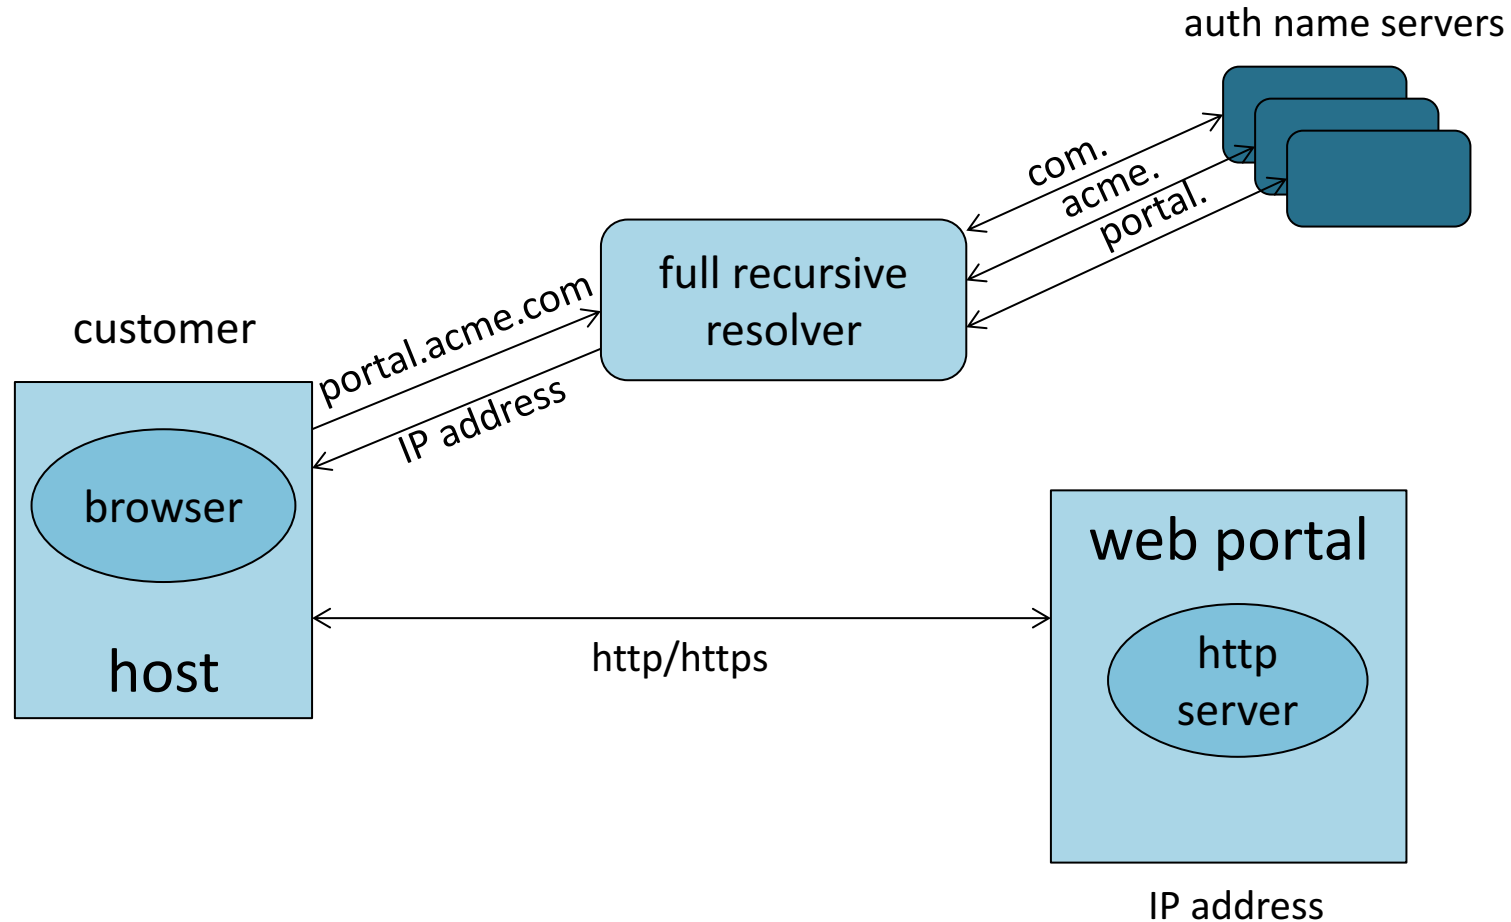 auth name servers
com.
acme.
portal.
full recursive
resolver
customer
portal.acme.com
IP address
browser
host
http/https
web portal
http
server
IP address